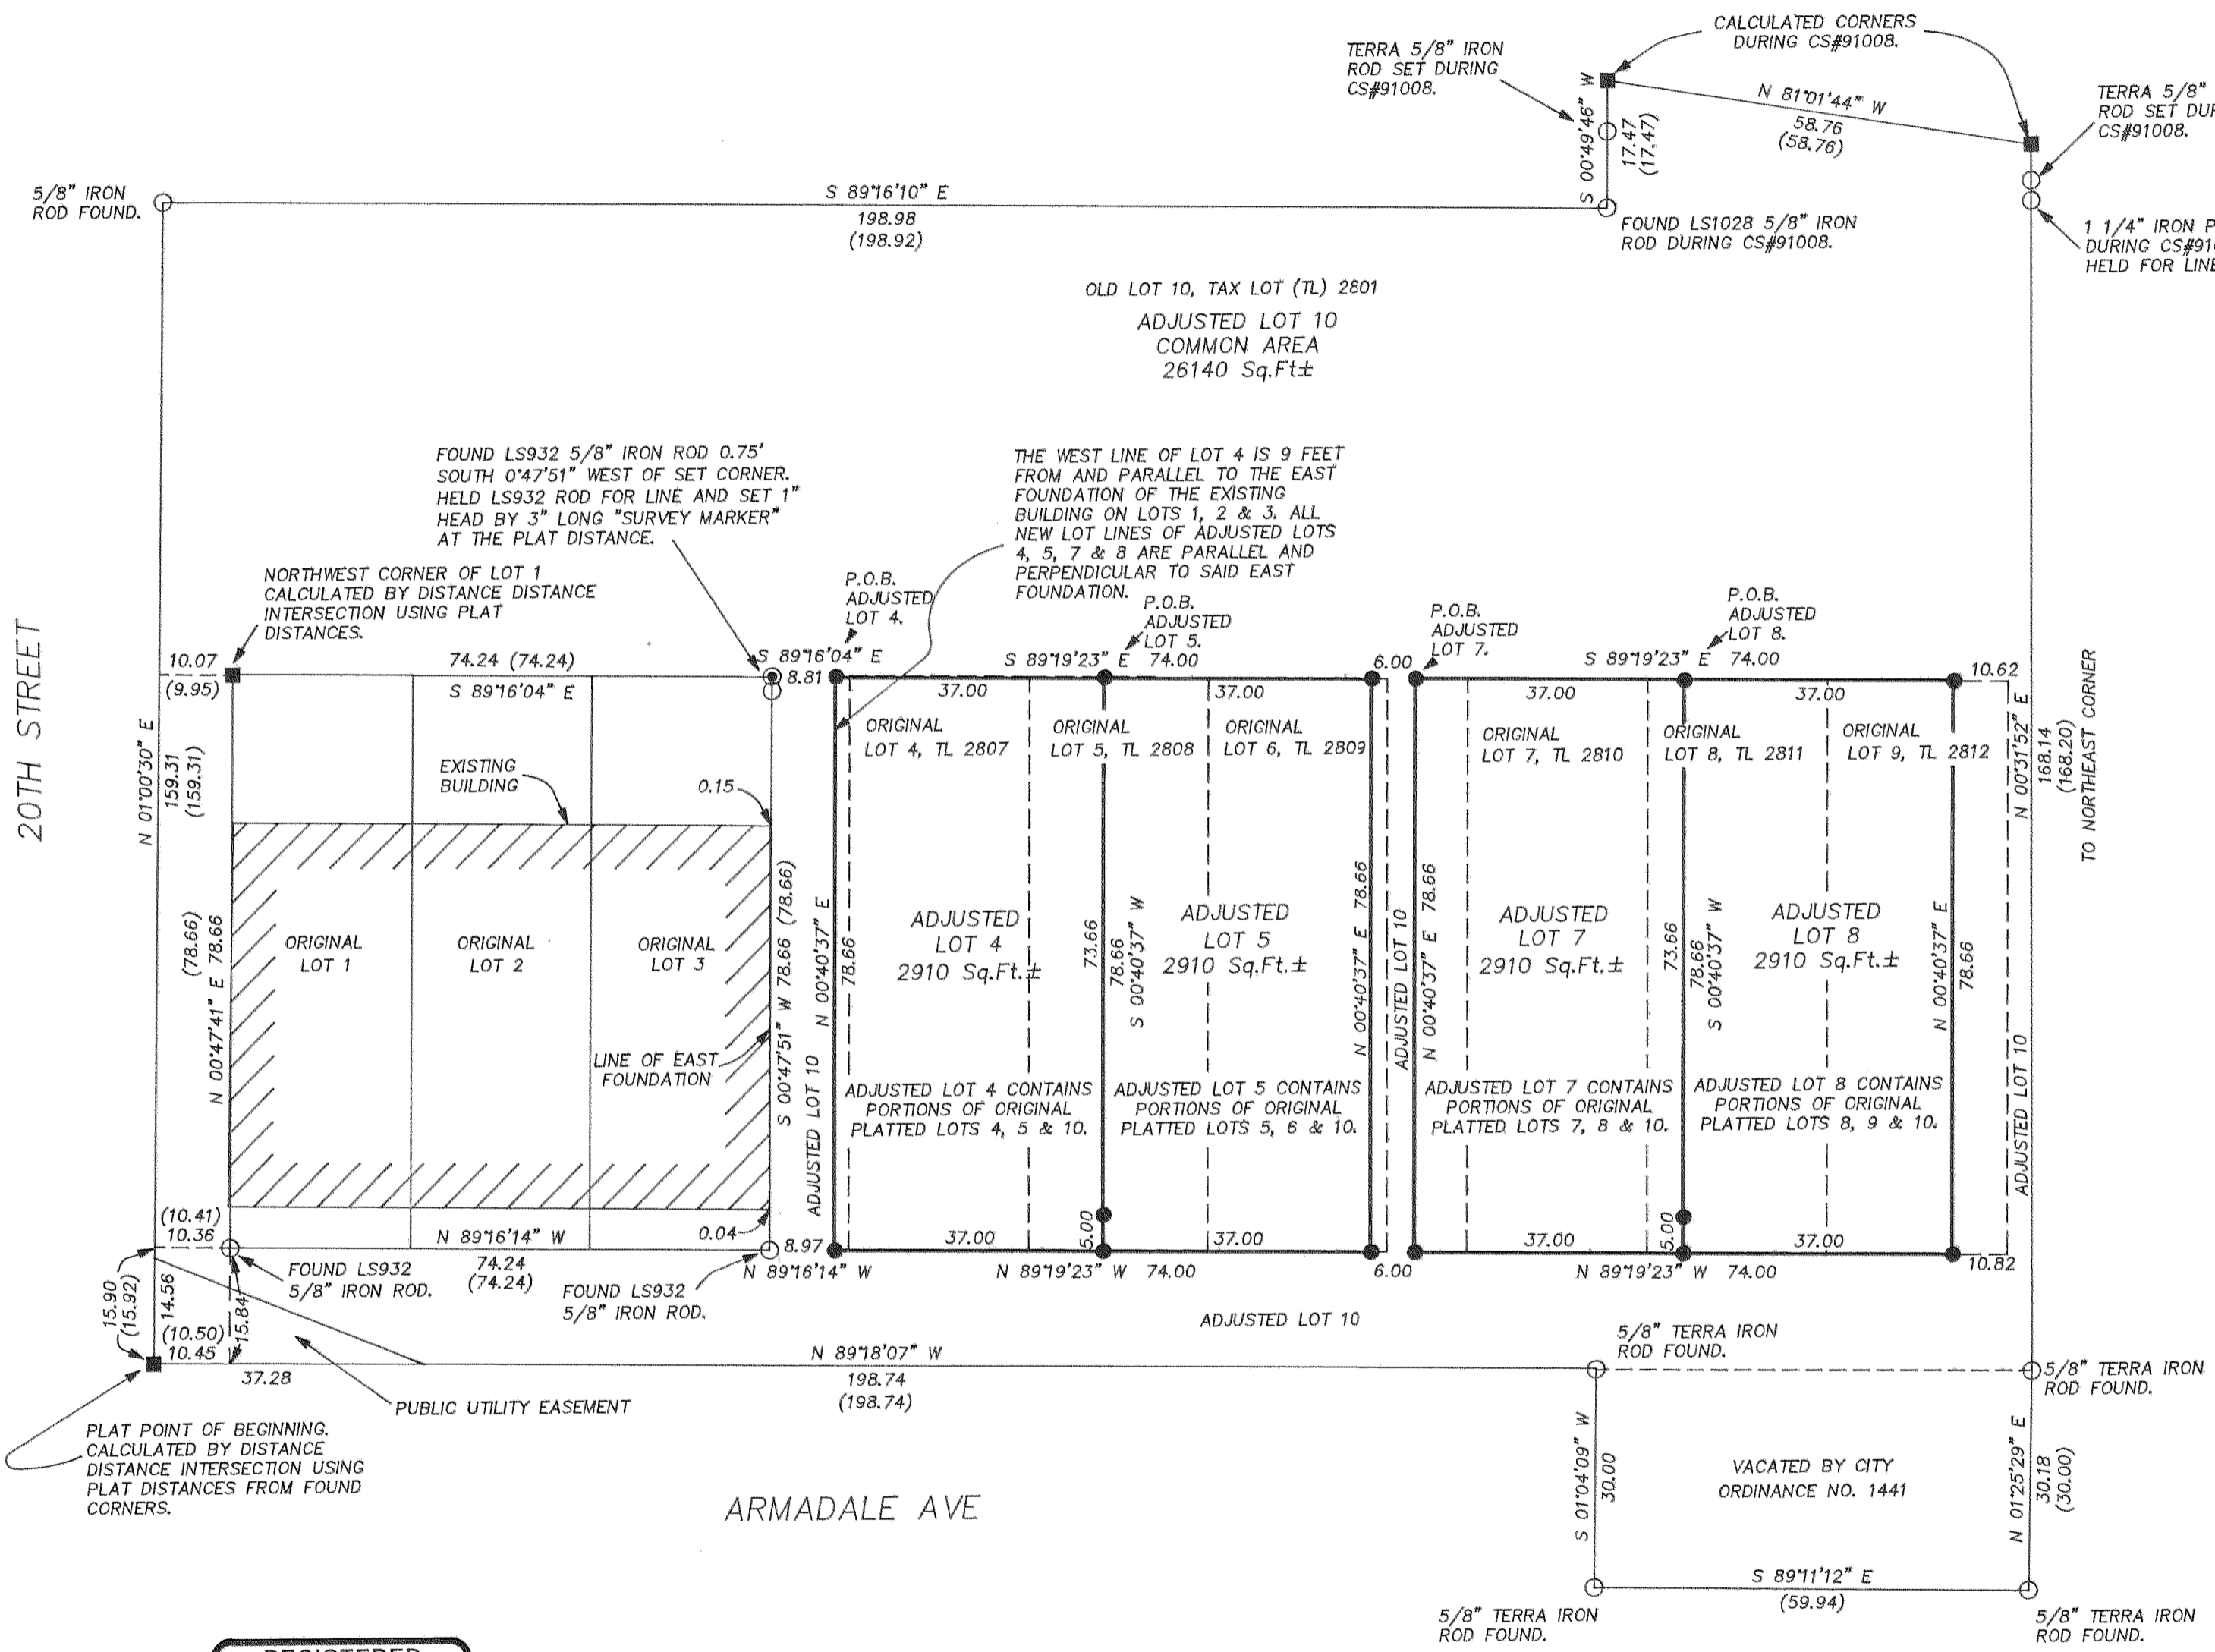 CALCULATED CORNERS
DURING CS#91008.
TERRA 5/8" IRON
ROD SET DURING
CS#91008.
S 00°49'46" W
17.47
(17.47)
N 81°01'44" W
58.76
(58.76)
TERRA 5/8"
ROD SET DUR
CS#91008.
5/8" IRON
ROD FOUND.
S 89°16'10" E
198.98
(198.92)
FOUND LS1028 5/8" IRON
ROD DURING CS#91008.
1 1/4" IRON P
DURING CS#91
HELD FOR LINE
OLD LOT 10, TAX LOT (TL) 2801
ADJUSTED LOT 10
COMMON AREA
26140 Sq.Ft±
FOUND LS932 5/8" IRON ROD 0.75'
SOUTH 0°47'51" WEST OF SET CORNER.
HELD LS932 ROD FOR LINE AND SET 1"
HEAD BY 3" LONG "SURVEY MARKER"
AT THE PLAT DISTANCE.
THE WEST LINE OF LOT 4 IS 9 FEET
FROM AND PARALLEL TO THE EAST
FOUNDATION OF THE EXISTING
BUILDING ON LOTS 1, 2 & 3. ALL
NEW LOT LINES OF ADJUSTED LOTS
4, 5, 7 & 8 ARE PARALLEL AND
PERPENDICULAR TO SAID EAST
FOUNDATION.
NORTHWEST CORNER OF LOT 1
CALCULATED BY DISTANCE DISTANCE
INTERSECTION USING PLAT
DISTANCES.
P.O.B.
ADJUSTED
LOT 4.
P.O.B.
ADJUSTED
LOT 5.
P.O.B.
ADJUSTED
LOT 7.
P.O.B.
ADJUSTED
LOT 8.
20TH STREET
10.07
(9.95)
74.24 (74.24)
S 89°16'04" E
S 89°16'04" E
8.81
S 89°19'23" E 74.00
37.00
37.00
6.00
S 89°19'23" E 74.00
37.00
37.00
10.62
N 01°00'30" E
159.31
(159.31)
EXISTING
BUILDING
0.15
ORIGINAL
LOT 4, TL 2807
ORIGINAL
LOT 5, TL 2808
ORIGINAL
LOT 6, TL 2809
ORIGINAL
LOT 7, TL 2810
ORIGINAL
LOT 8, TL 2811
ORIGINAL
LOT 9, TL 2812
N 00°31'52" E
168.14
(168.20)
TO NORTHEAST CORNER
(78.66)
N 00°47'41" E 78.66
ORIGINAL
LOT 1
ORIGINAL
LOT 2
ORIGINAL
LOT 3
S 00°47'51" W 78.66 (78.66)
ADJUSTED LOT 10
N 00°40'37" E
78.66
ADJUSTED
LOT 4
2910 Sq.Ft.±
73.66
78.66
S 00°40'37" W
ADJUSTED
LOT 5
2910 Sq.Ft.±
N 00°40'37" E 78.66
ADJUSTED LOT 10
N 00°40'37" E 78.66
ADJUSTED
LOT 7
2910 Sq.Ft.±
73.66
78.66
S 00°40'37" W
ADJUSTED
LOT 8
2910 Sq.Ft.±
N 00°40'37" E
78.66
ADJUSTED LOT 10
LINE OF EAST
FOUNDATION
ADJUSTED LOT 4 CONTAINS
PORTIONS OF ORIGINAL
PLATTED LOTS 4, 5 & 10.
ADJUSTED LOT 5 CONTAINS
PORTIONS OF ORIGINAL
PLATTED LOTS 5, 6 & 10.
ADJUSTED LOT 7 CONTAINS
PORTIONS OF ORIGINAL
PLATTED LOTS 7, 8 & 10.
ADJUSTED LOT 8 CONTAINS
PORTIONS OF ORIGINAL
PLATTED LOTS 8, 9 & 10.
(10.41)
10.36
N 89°16'14" W
74.24
(74.24)
0.04
8.97
N 89°16'14" W
37.00
5.00
37.00
N 89°19'23" W 74.00
6.00
37.00
5.00
37.00
N 89°19'23" W 74.00
10.82
FOUND LS932
5/8" IRON ROD.
FOUND LS932
5/8" IRON ROD.
15.90
(15.92)
14.56
15.84
(10.50)
10.45
37.28
ADJUSTED LOT 10
N 89°18'07" W
198.74
(198.74)
PUBLIC UTILITY EASEMENT
5/8" TERRA IRON
ROD FOUND.
5/8" TERRA IRON
ROD FOUND.
PLAT POINT OF BEGINNING.
CALCULATED BY DISTANCE
DISTANCE INTERSECTION USING
PLAT DISTANCES FROM FOUND
CORNERS.
ARMADALE AVE
S 01°04'09" W
30.00
VACATED BY CITY
ORDINANCE NO. 1441
N 01°25'29" E
30.18
(30.00)
S 89°11'12" E
(59.94)
5/8" TERRA IRON
ROD FOUND.
5/8" TERRA IRON
ROD FOUND.
REGISTERED